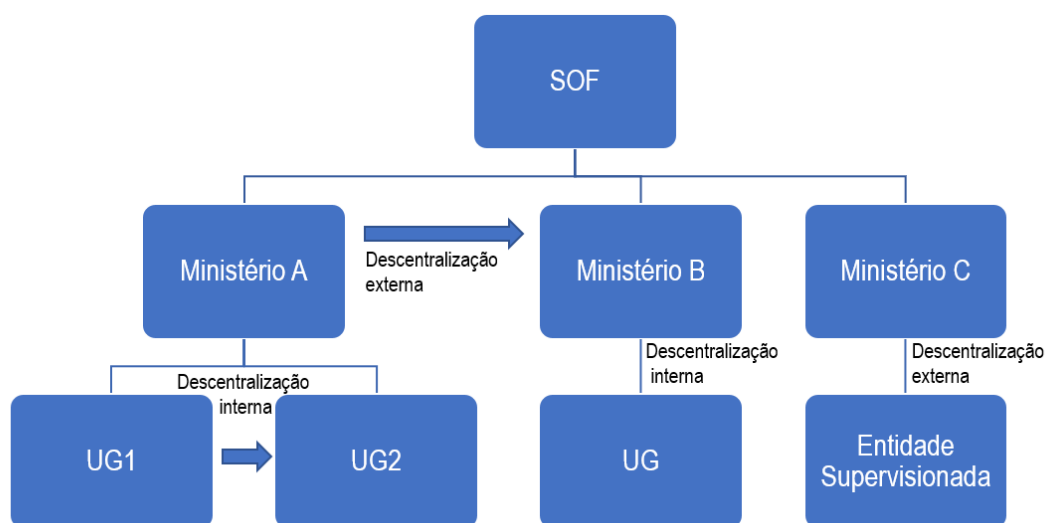 SOF
Ministério A
Descentralização
externa
Ministério B
Ministério C
Descentralização
interna
Descentralização
interna
Descentralização
externa
UG1
UG2
UG
Entidade
Supervisionada